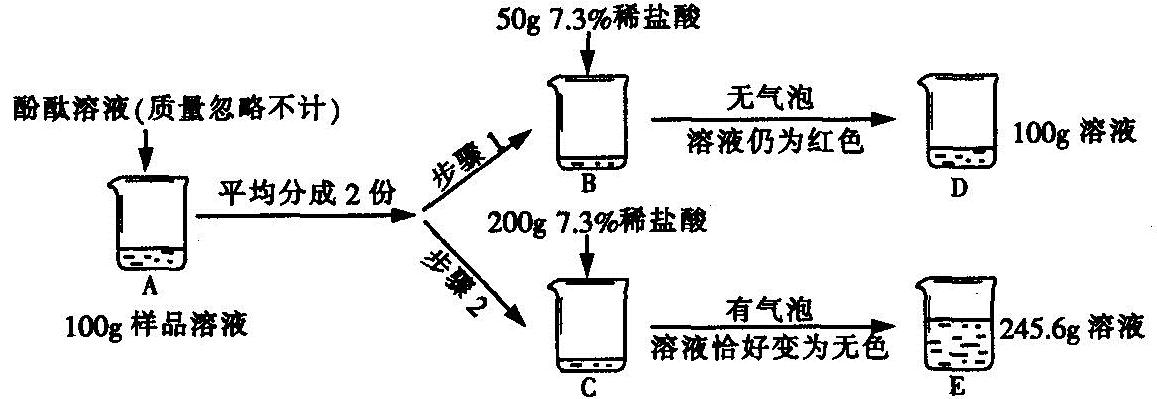 50g 7.3%稀盐酸
酚酞溶液(质量忽略不计)
无气泡
溶液仍为红色
100g 溶液
步骤1
B
D
平均分成2份
200g 7.3%稀盐酸
步骤2
A
100g 样品溶液
有气泡
溶液恰好变为无色
245.6g 溶液
C
E